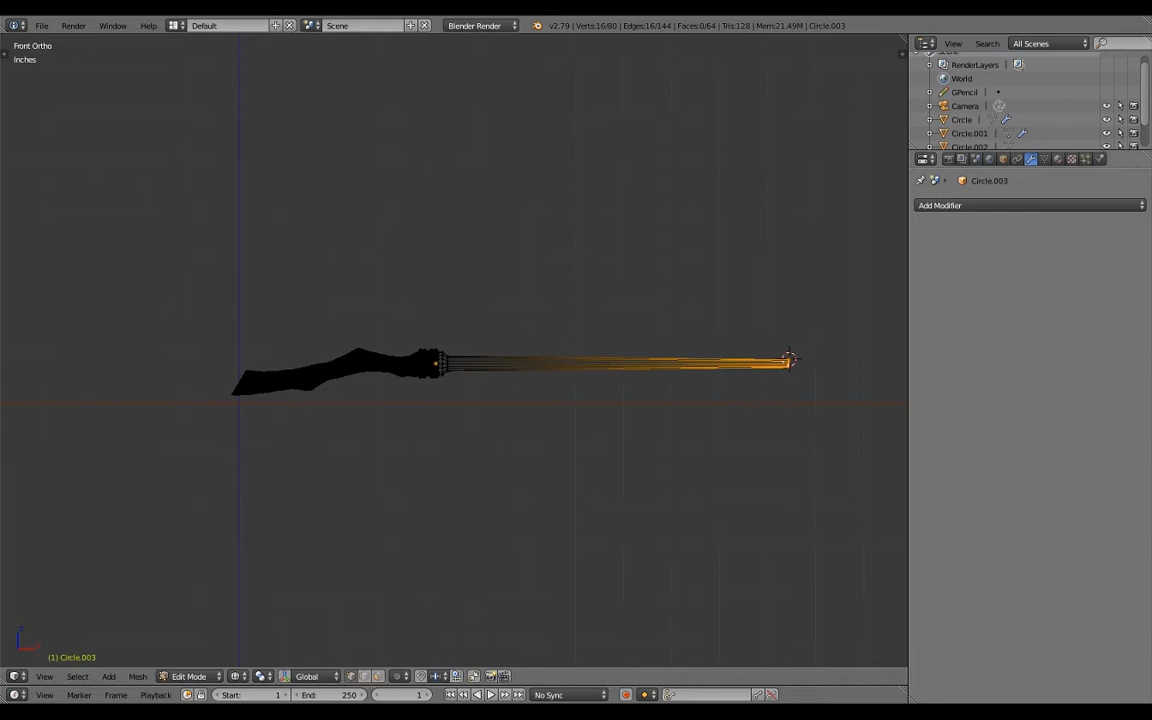 File Render Window Help Default Scene Blender Render v2.79 | Verts:16/80 | Edges:16/144 | Faces:0/64 | Tris:128 | Mem:21.49M | Circle.003
Front Ortho
Inches
View Search All Scenes
Scene
RenderLayers
World
GPencil
Camera
Circle
Circle.001
Circle.002
Circle.003
Add Modifier
(1) Circle.003
View Select Add Mesh Edit Mode Global
View Marker Frame Playback Start: 1 End: 250 1 No Sync